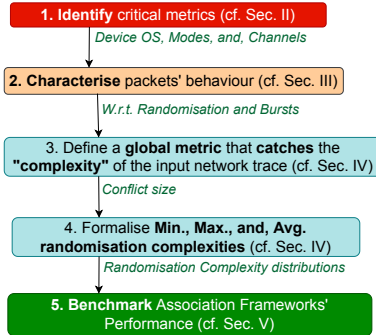 1. Identify critical metrics (cf. Sec. II)
Device OS, Modes, and, Channels
2. Characterise packets' behaviour (cf. Sec. III)
W.r.t. Randomisation and Bursts
3. Define a global metric that catches the
"complexity" of the input network trace (cf. Sec. IV)
Conflict size
4. Formalise Min., Max., and, Avg.
randomisation complexities (cf. Sec. IV)
Randomisation Complexity distributions
5. Benchmark Association Frameworks'
Performance (cf. Sec. V)